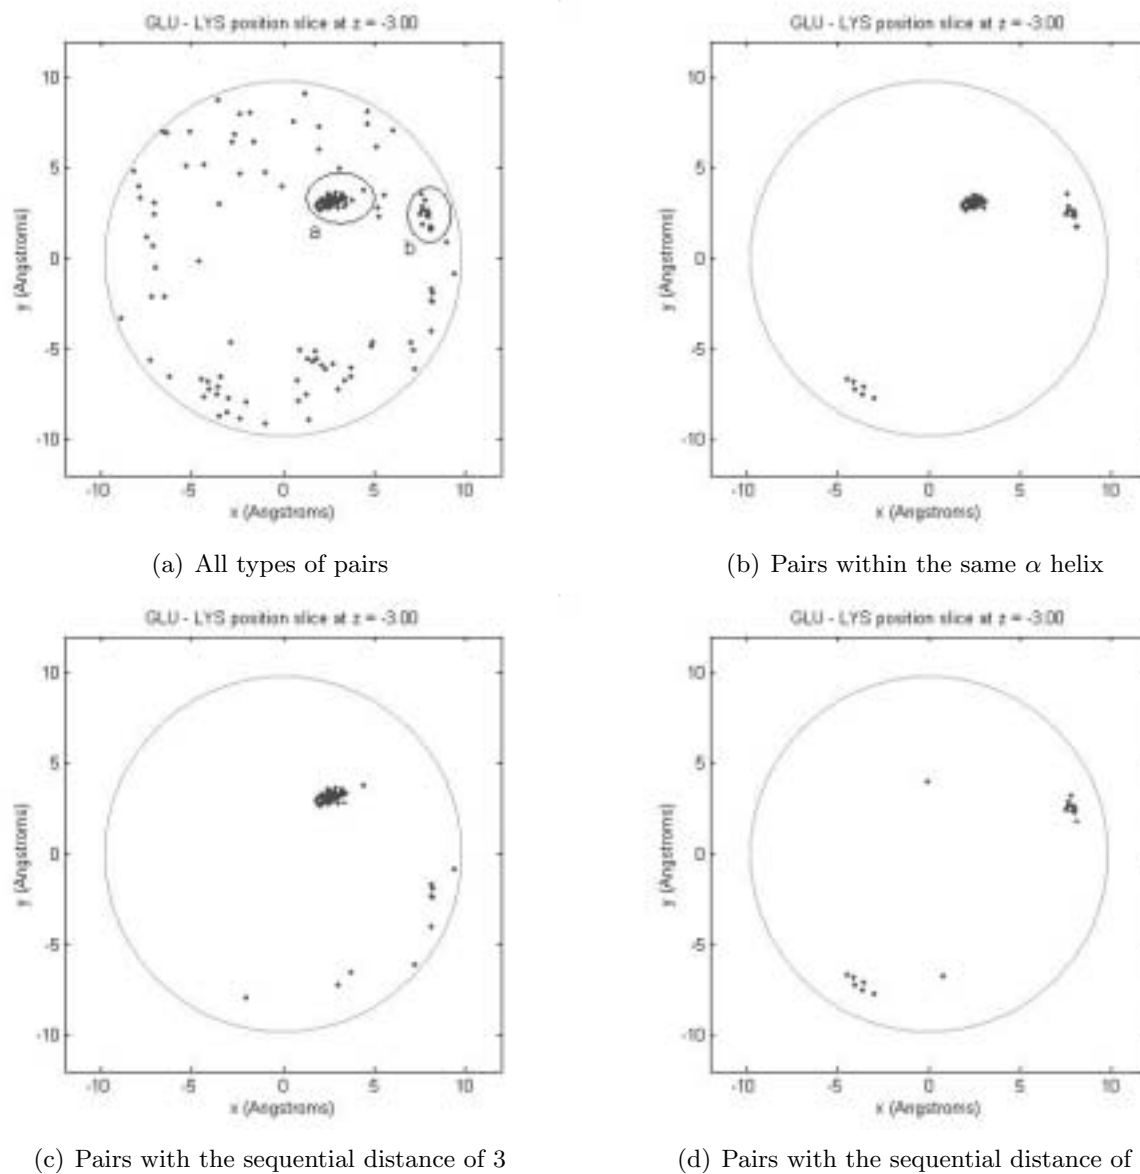 GLU - LYS position slice at z = -3.00
GLU - LYS position slice at z = -3.00
10
5
0
-5
-10
y (Angstroms)
a
b
-10
-5
0
5
10
x (Angstroms)
10
5
0
-5
-10
y (Angstroms)
-10
-5
0
5
10
x (Angstroms)
(a) All types of pairs
(b) Pairs within the same α helix
GLU - LYS position slice at z = -3.00
GLU - LYS position slice at z = -3.00
10
5
0
-5
-10
y (Angstroms)
-10
-5
0
5
10
x (Angstroms)
10
5
0
-5
-10
y (Angstroms)
-10
-5
0
5
10
x (Angstroms)
(c) Pairs with the sequential distance of 3
(d) Pairs with the sequential distance of